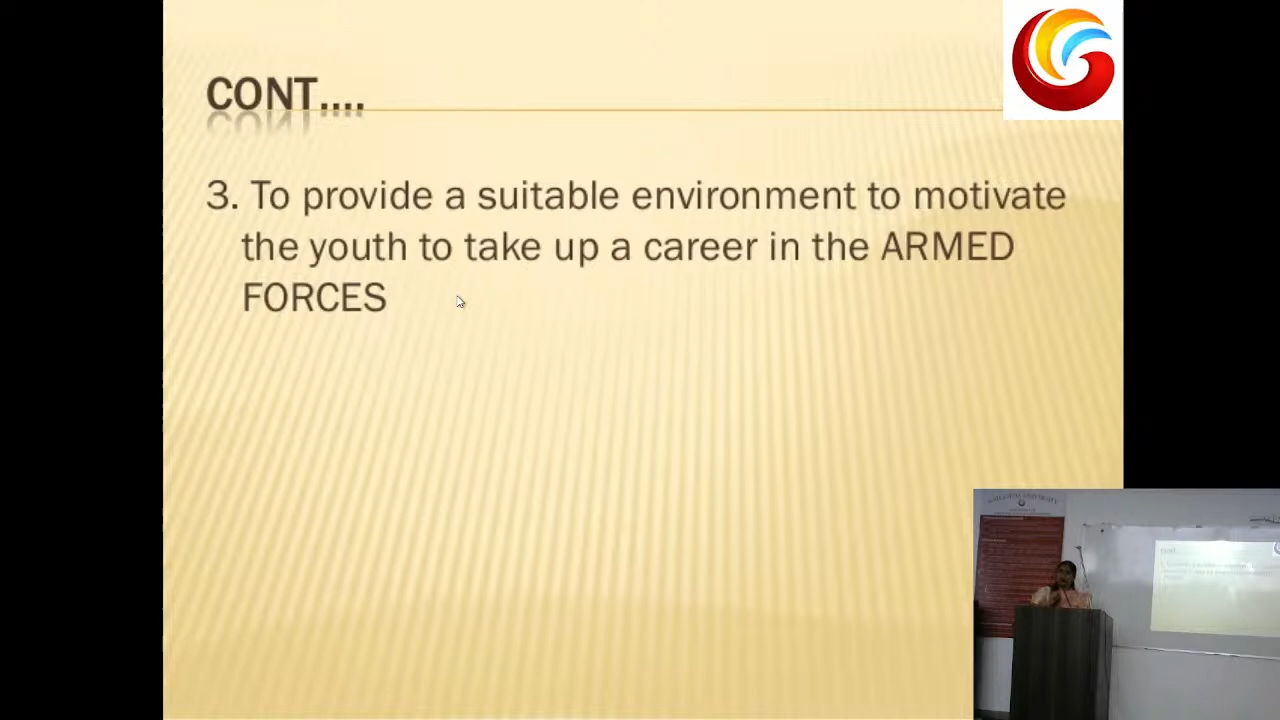 CONT....
3. To provide a suitable environment to motivate
the youth to take up a career in the ARMED
FORCES